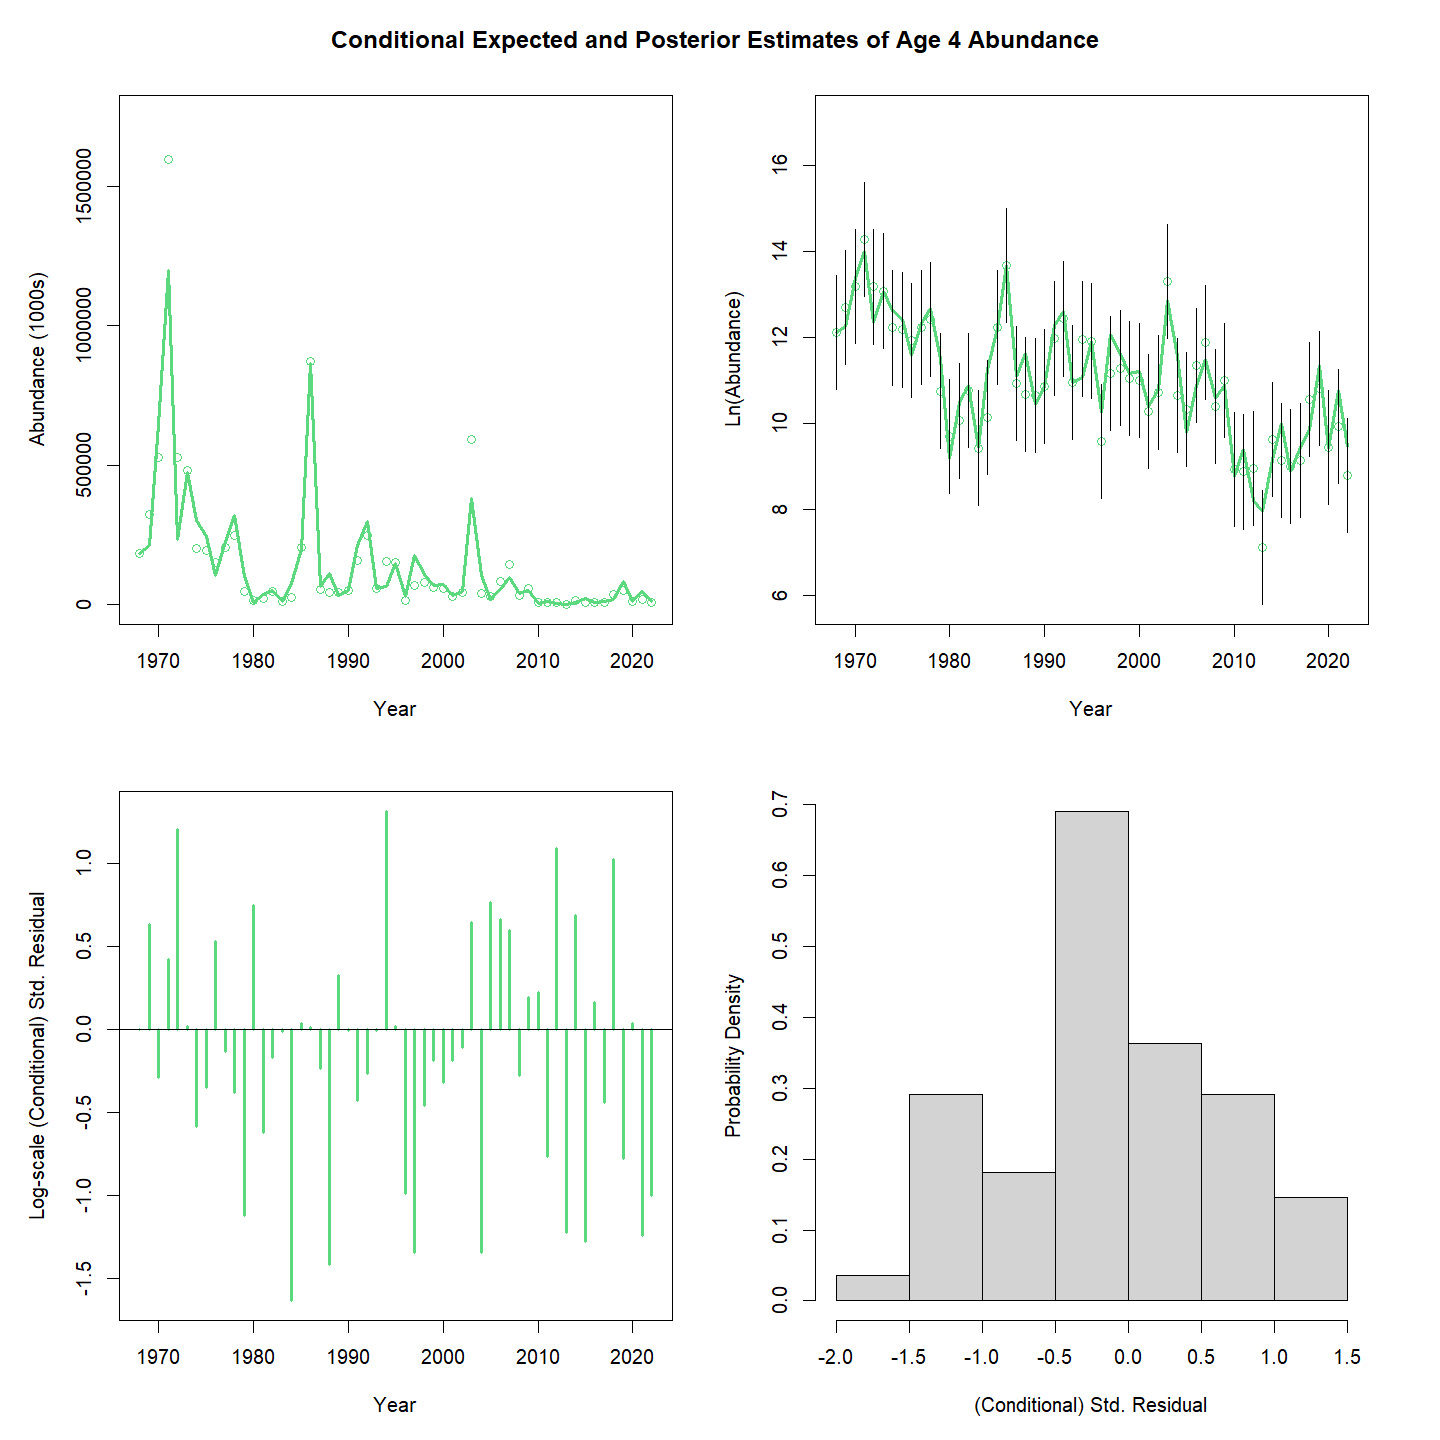 Conditional Expected and Posterior Estimates of Age 4 Abundance
Abundance (1000s)
1500000
1000000
500000
0
1970 1980 1990 2000 2010 2020
Year
Ln(Abundance)
16
14
12
10
8
6
1970 1980 1990 2000 2010 2020
Year
Log-scale (Conditional) Std. Residual
1.0
0.5
0.0
-0.5
-1.0
-1.5
1970 1980 1990 2000 2010 2020
Year
Probability Density
0.7
0.6
0.5
0.4
0.3
0.2
0.1
0.0
-2.0 -1.5 -1.0 -0.5 0.0 0.5 1.0 1.5
(Conditional) Std. Residual